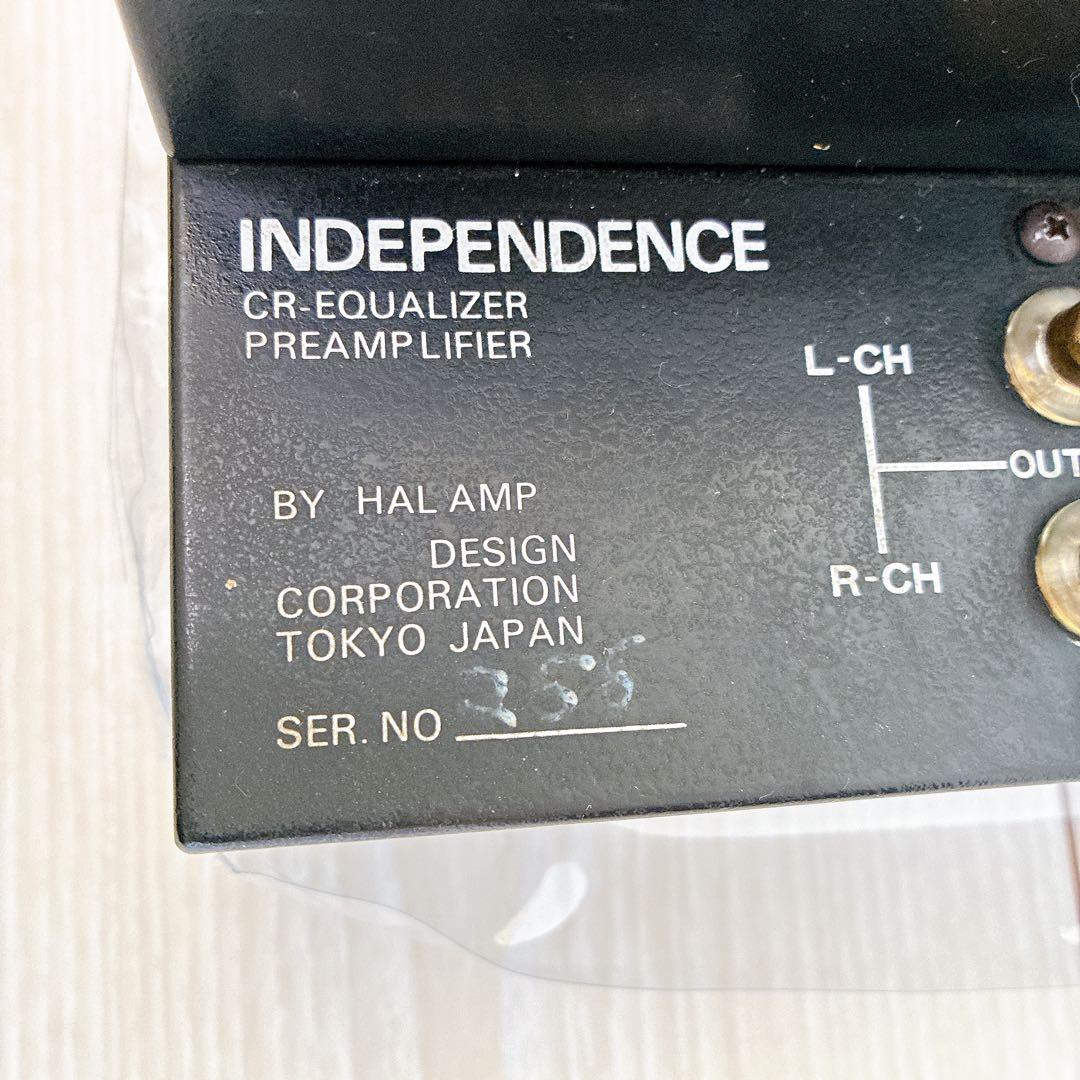 INDEPENDENCE
CR-EQUALIZER
PREAMPLIFIER
L-CH
OUT
R-CH
BY HAL AMP
DESIGN
CORPORATION
TOKYO JAPAN
SER. NO